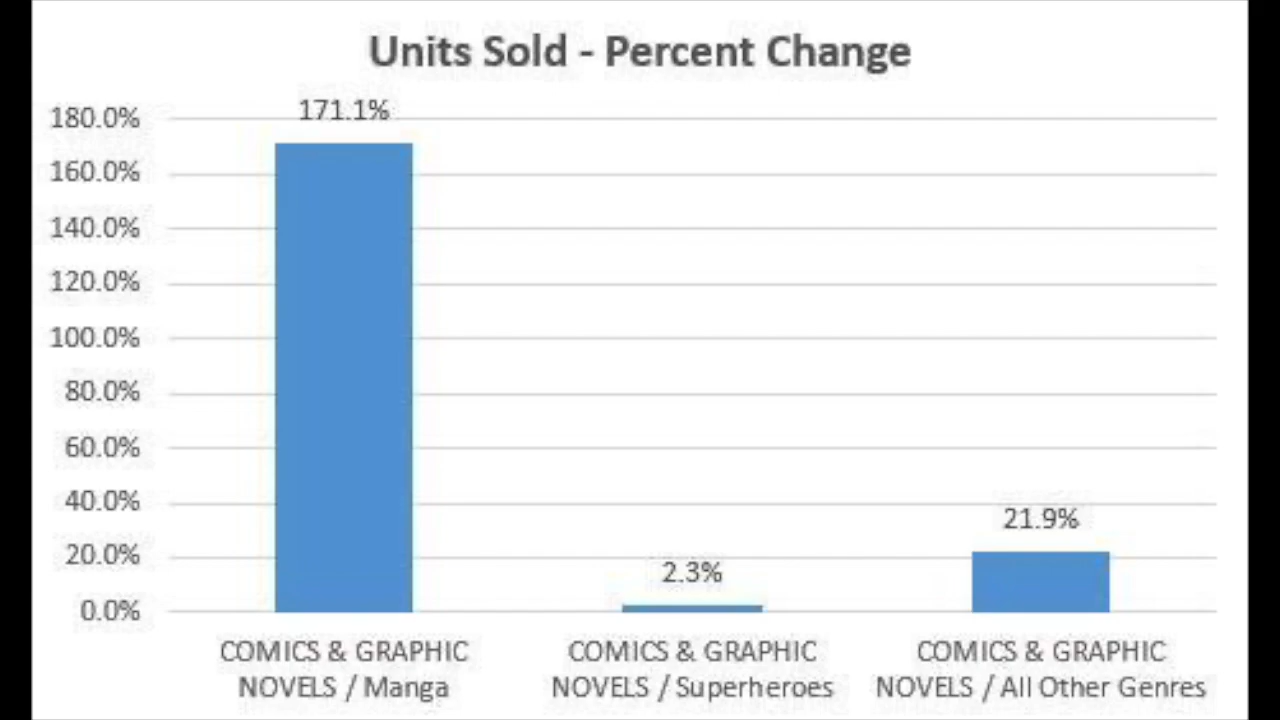 Units Sold - Percent Change
180.0%
160.0%
140.0%
120.0%
100.0%
80.0%
60.0%
40.0%
20.0%
0.0%
171.1%
2.3%
21.9%
COMICS & GRAPHIC
NOVELS / Manga
COMICS & GRAPHIC
NOVELS / Superheroes
COMICS & GRAPHIC
NOVELS / All Other Genres